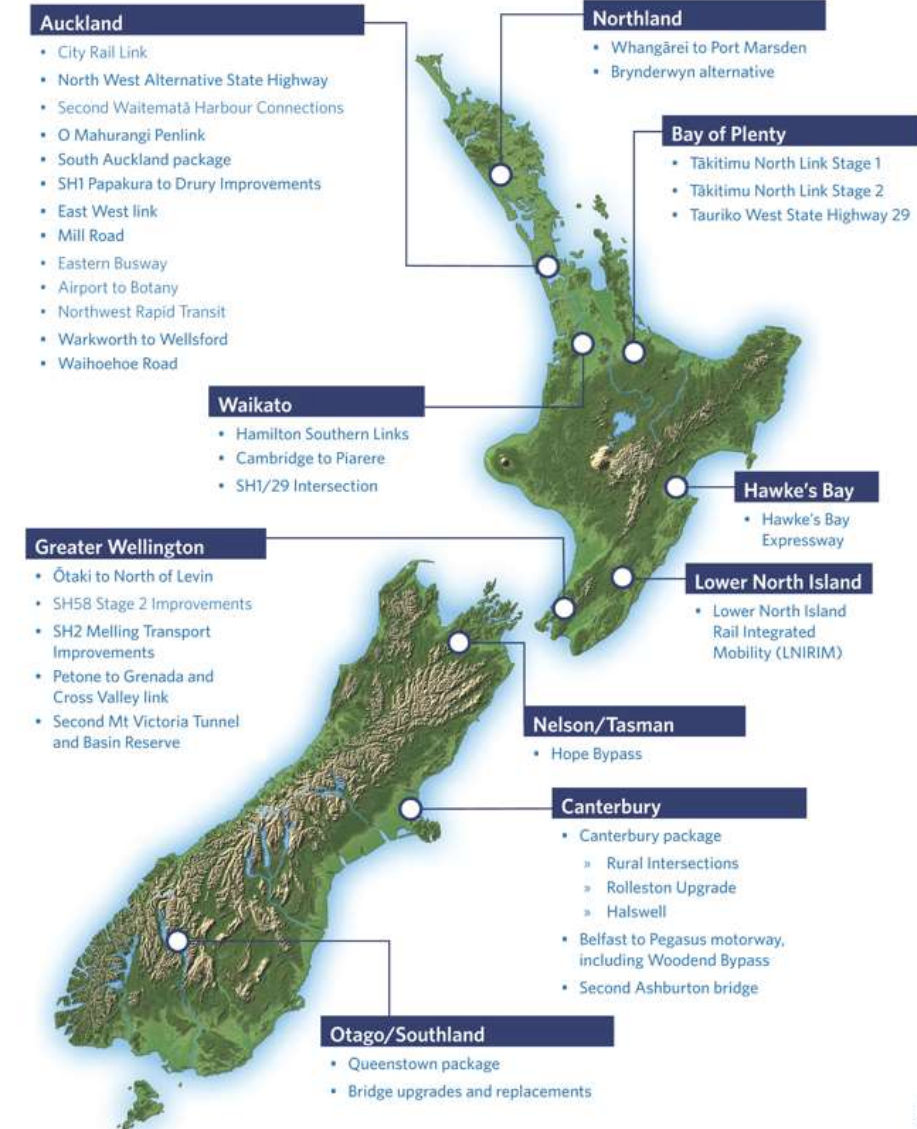 Auckland
• City Rail Link
• North West Alternative State Highway
• Second Waitematā Harbour Connections
• O Mahurangi Penlink
• South Auckland package
• SH1 Papakura to Drury Improvements
• East West link
• Mill Road
• Eastern Busway
• Airport to Botany
• Northwest Rapid Transit
• Warkworth to Wellsford
• Waihoehoe Road
Northland
• Whangārei to Port Marsden
• Brynderwyn alternative
Bay of Plenty
• Tākitimu North Link Stage 1
• Tākitimu North Link Stage 2
• Tauriko West State Highway 29
Waikato
• Hamilton Southern Links
• Cambridge to Piarere
• SH1/29 Intersection
Hawke's Bay
• Hawke's Bay
Expressway
Greater Wellington
• Ōtaki to North of Levin
• SH58 Stage 2 Improvements
• SH2 Melling Transport
Improvements
• Petone to Grenada and
Cross Valley link
• Second Mt Victoria Tunnel
and Basin Reserve
Lower North Island
• Lower North Island
Rail Integrated
Mobility (LNIRIM)
Nelson/Tasman
• Hope Bypass
Canterbury
• Canterbury package
» Rural Intersections
» Rolleston Upgrade
» Halswell
• Belfast to Pegasus motorway,
including Woodend Bypass
• Second Ashburton bridge
Otago/Southland
• Queenstown package
• Bridge upgrades and replacements